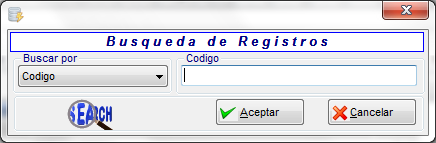 Busqueda de Registros
Buscar por
Codigo
Codigo
SEARCH
Aceptar
Cancelar